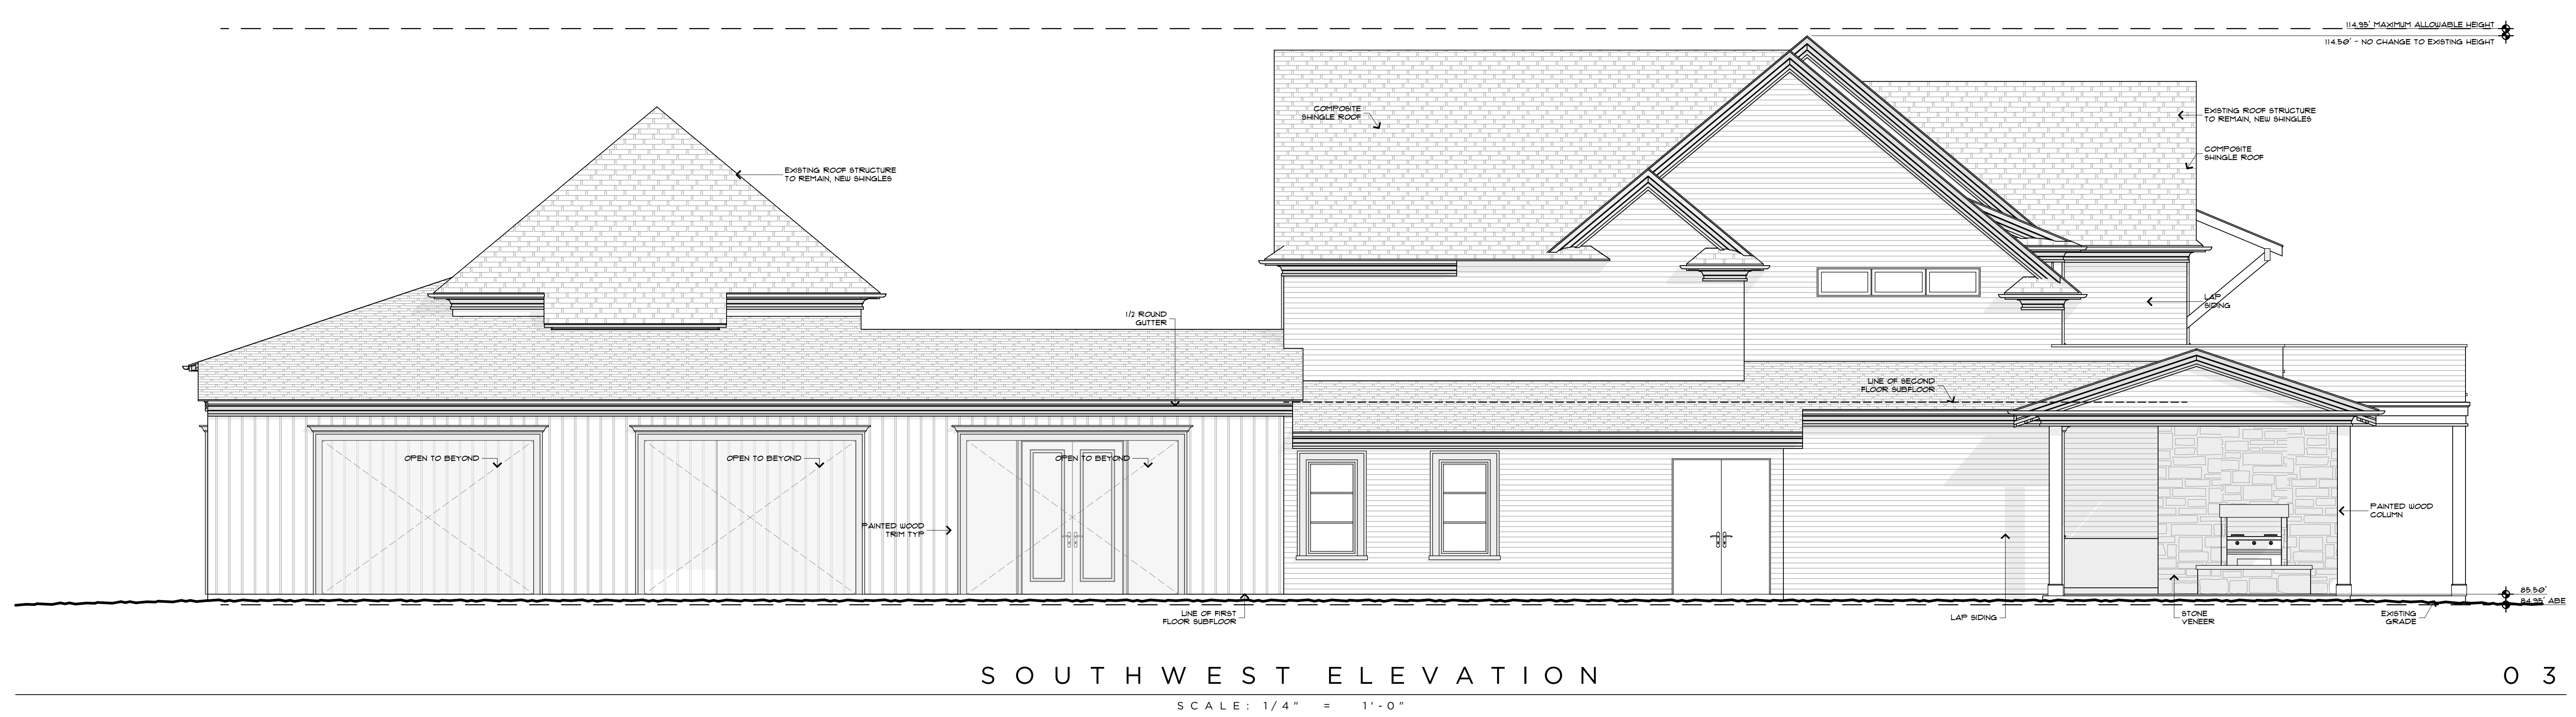 114.95' MAXIMUM ALLOWABLE HEIGHT
114.50' - NO CHANGE TO EXISTING HEIGHT
COMPOSITE
SHINGLE ROOF
EXISTING ROOF STRUCTURE
TO REMAIN, NEW SHINGLES
COMPOSITE
SHINGLE ROOF
EXISTING ROOF STRUCTURE
TO REMAIN, NEW SHINGLES
LAP
SIDING
1/2 ROUND
GUTTER
LINE OF SECOND
FLOOR SUBFLOOR
OPEN TO BEYOND
OPEN TO BEYOND
OPEN TO BEYOND
PAINTED WOOD
TRIM TYP
PAINTED WOOD
COLUMN
85.50'
84.95' ABE
LINE OF FIRST
FLOOR SUBFLOOR
LAP SIDING
STONE
VENEER
EXISTING
GRADE
SOUTHWEST ELEVATION
03
SCALE: 1/4" = 1'-0"